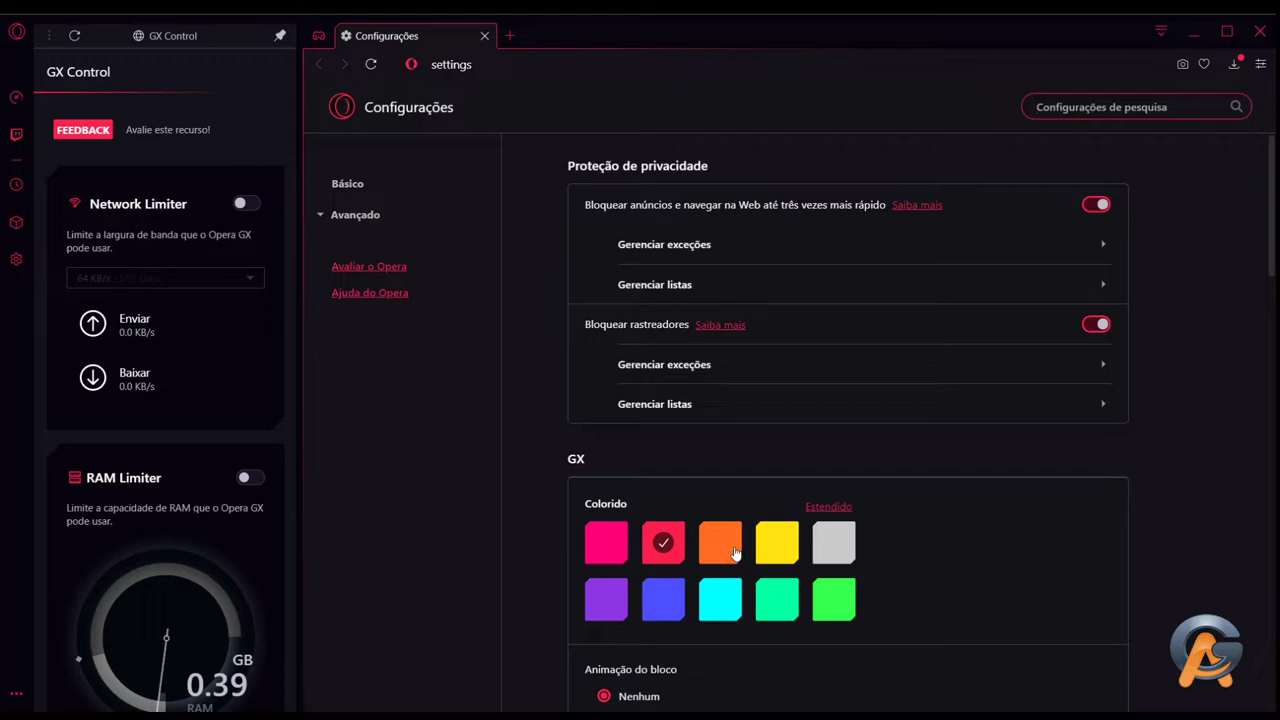 GX Control
Configurações
settings
GX Control
Configurações
Configurações de pesquisa
FEEDBACK
Avalie este recurso!
Básico
Avançado
Avaliar o Opera
Ajuda do Opera
Network Limiter
Limite a largura de banda que o Opera GX
pode usar.
64 KB/s
Enviar
0.0 KB/s
Baixar
0.0 KB/s
RAM Limiter
Limite a capacidade de RAM que o Opera GX
pode usar.
GB
0.39
RAM
Proteção de privacidade
Bloquear anúncios e navegar na Web até três vezes mais rápido Saiba mais
Gerenciar exceções
Gerenciar listas
Bloquear rastreadores Saiba mais
Gerenciar exceções
Gerenciar listas
GX
Colorido
Estendido
Animação do bloco
Nenhum